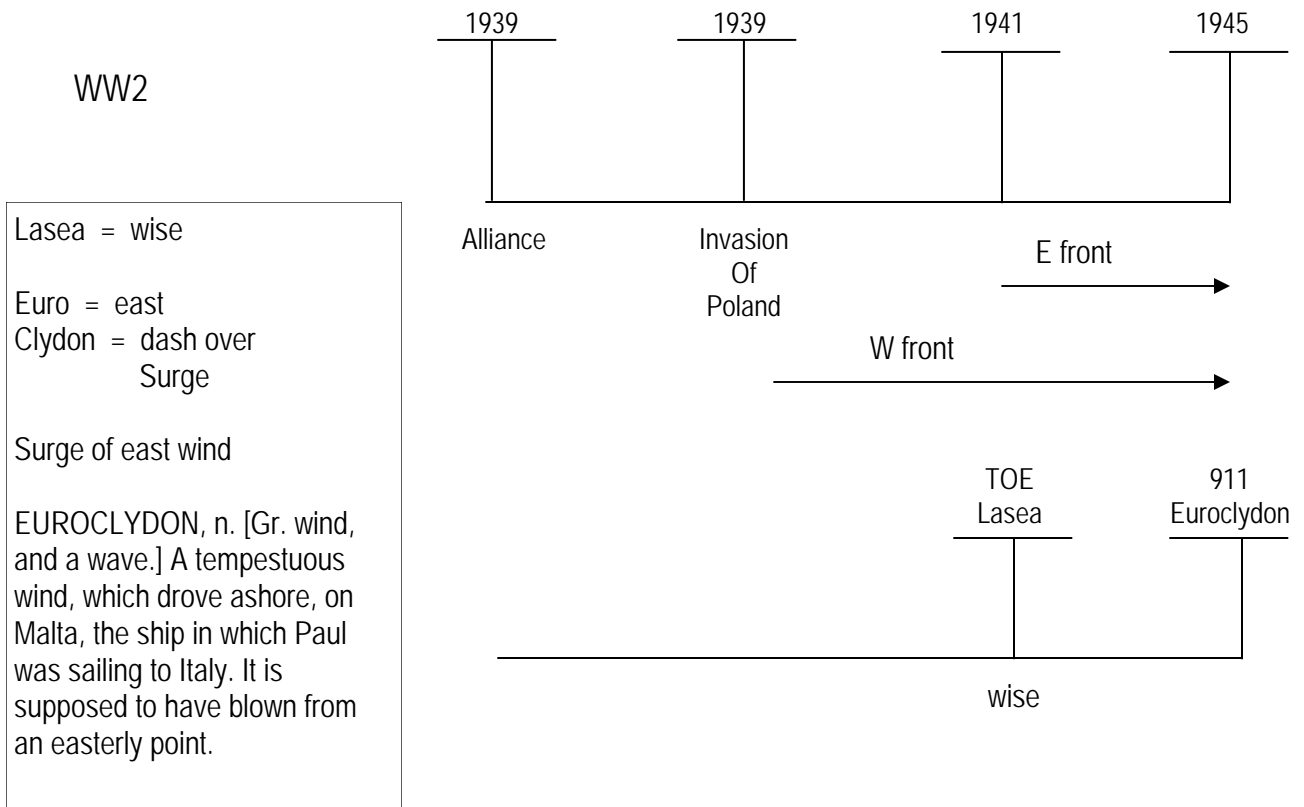 1939 1939 1941 1945
WW2
Alliance Invasion
Of
Poland
E front
W front
Lasea = wise
Euro = east
Clydon = dash over
Surge
Surge of east wind
EUROCLYDON, n. [Gr. wind,
and a wave.] A tempestuous
wind, which drove ashore, on
Malta, the ship in which Paul
was sailing to Italy. It is
supposed to have blown from
an easterly point.
TOE 911
Lasea Euroclydon
wise